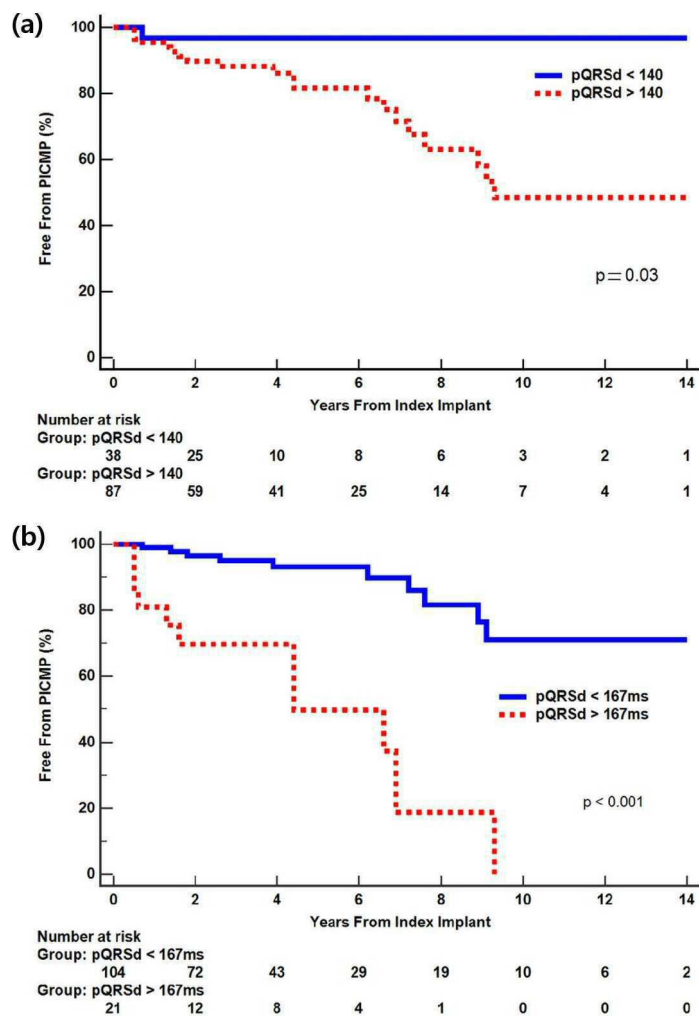 (a)
100
80
60
40
20
0
Free From PICMP (%)
pQRSd < 140
pQRSd > 140
p=0.03
0 2 4 6 8 10 12 14
Years From Index Implant
Number at risk
Group: pQRSd < 140
38 25 10 8 6 3 2 1
Group: pQRSd > 140
87 59 41 25 14 7 4 1
(b)
100
80
60
40
20
0
Free From PICMP (%)
pQRSd < 167ms
pQRSd > 167ms
p < 0.001
0 2 4 6 8 10 12 14
Years From Index Implant
Number at risk
Group: pQRSd < 167ms
104 72 43 29 19 10 6 2
Group: pQRSd > 167ms
21 12 8 4 1 0 0 0